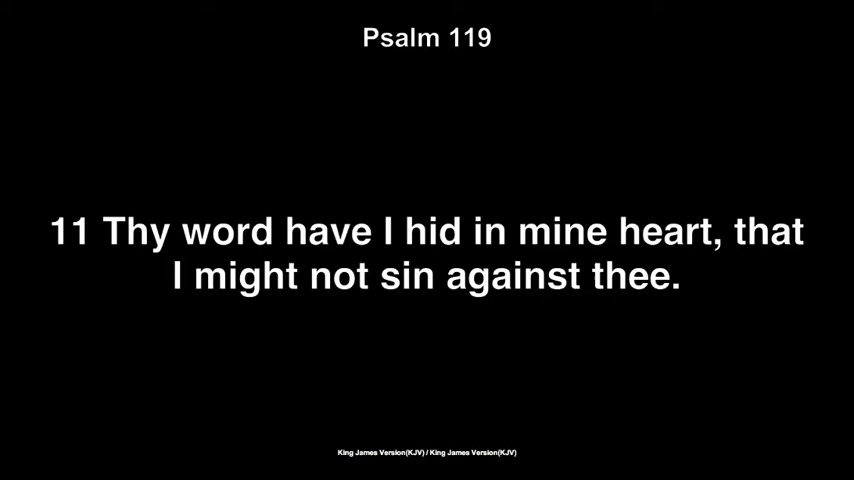 Psalm 119
11 Thy word have I hid in mine heart, that
I might not sin against thee.
King James Version(KJV) / King James Version(KJV)